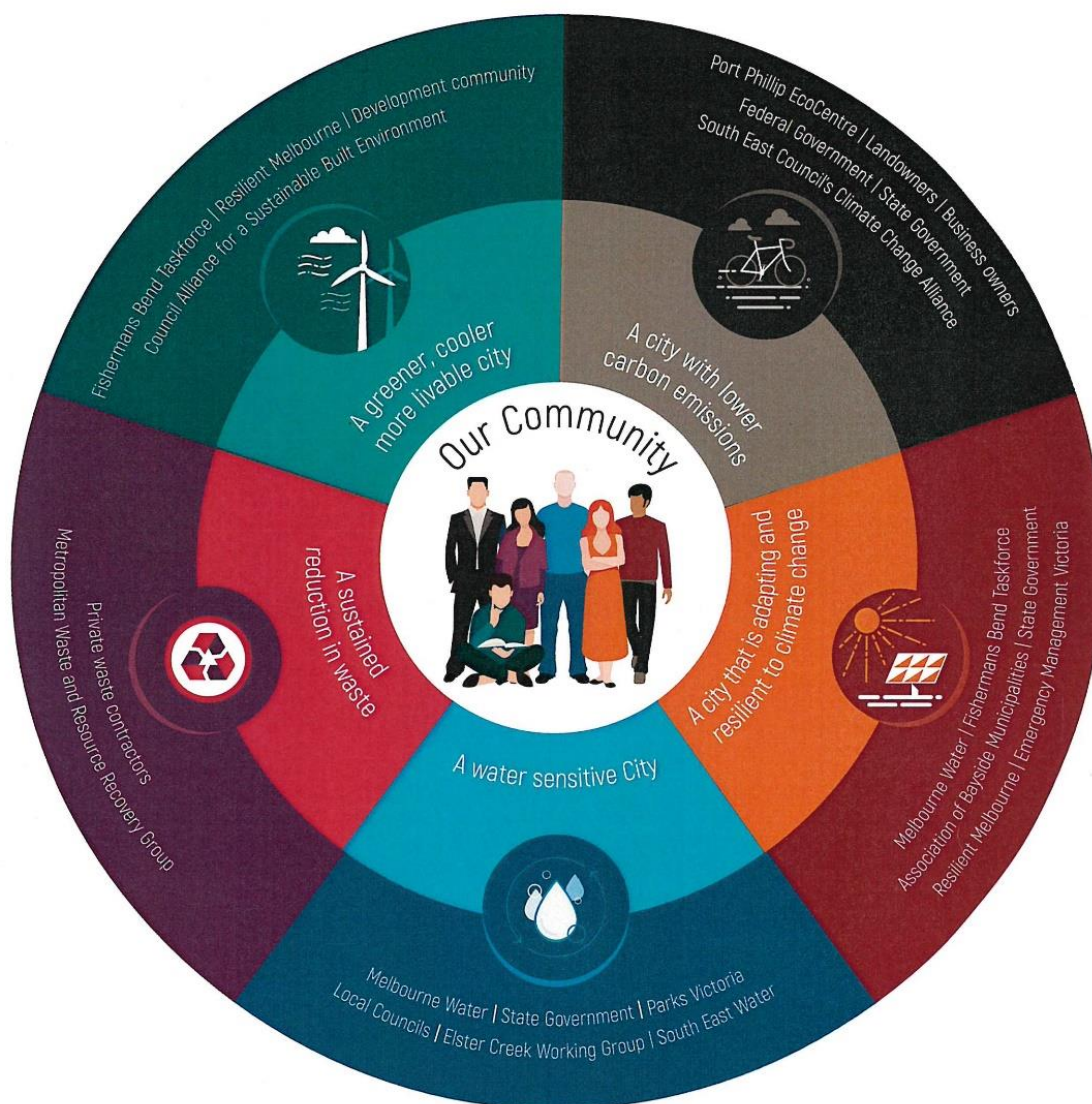 Our Community
A greener, cooler
more livable city
Fishermans Bend Taskforce | Resilient Melbourne | Development community
Council Alliance for a Sustainable Built Environment
A city with lower
carbon emissions
Port Phillip EcoCentre | Landowners | Business owners
Federal Government | State Government
South East Council's Climate Change Alliance
A city that is adapting and
resilient to climate change
Melbourne Water | Fishermans Bend Taskforce
Association of Bayside Municipalities | State Government
Resilient Melbourne | Emergency Management Victoria
A water sensitive City
Melbourne Water | State Government | Parks Victoria
Local Councils | Elster Creek Working Group | South East Water
A sustained
reduction in waste
Private waste contractors
Metropolitan Waste and Resource Recovery Group